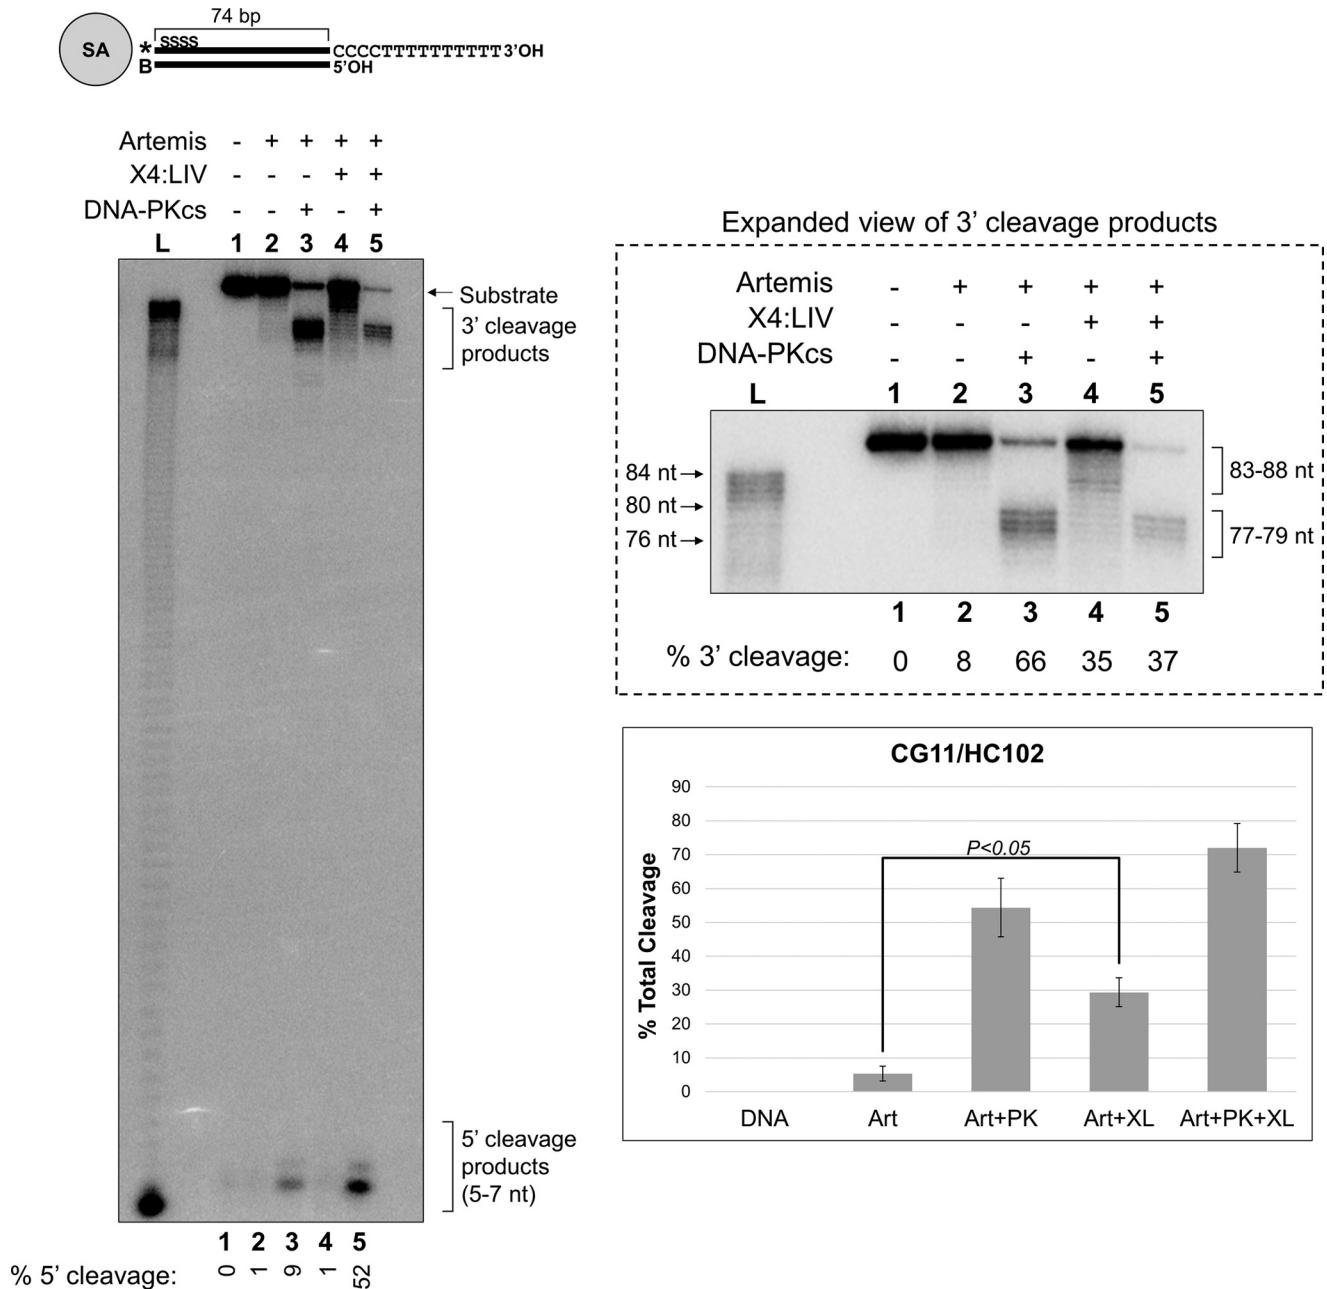 74 bp
SA
*
SSSS
CCCCTTTTTTTTTT3’OH
B
5’OH
Artemis - + + + +
X4:LIV - - - + +
DNA-PKcs - - + - +
L 1 2 3 4 5
Substrate
3’ cleavage
products
5’ cleavage
products
(5-7 nt)
1 2 3 4 5
% 5’ cleavage: 0 1 9 1 52
Expanded view of 3’ cleavage products
Artemis - + + + +
X4:LIV - - - + +
DNA-PKcs - - + - +
L 1 2 3 4 5
84 nt
80 nt
76 nt
83-88 nt
77-79 nt
1 2 3 4 5
% 3’ cleavage: 0 8 66 35 37
CG11/HC102
% Total Cleavage
90
80
70
60
50
40
30
20
10
0
P<0.05
DNA Art Art+PK Art+XL Art+PK+XL